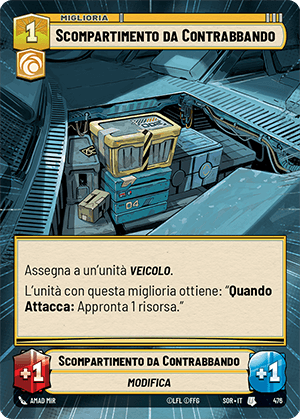 MIGLIORIA
1
Scompartimento da Contrabbando
04
Assegna a un'unità VEICOLO.
L'unità con questa miglioria ottiene: "Quando
Attacca: Appronta 1 risorsa."
+1
Scompartimento da Contrabbando
MODIFICA
+1
AMAD MIR
©LFL ©FFG
SOR • IT
476